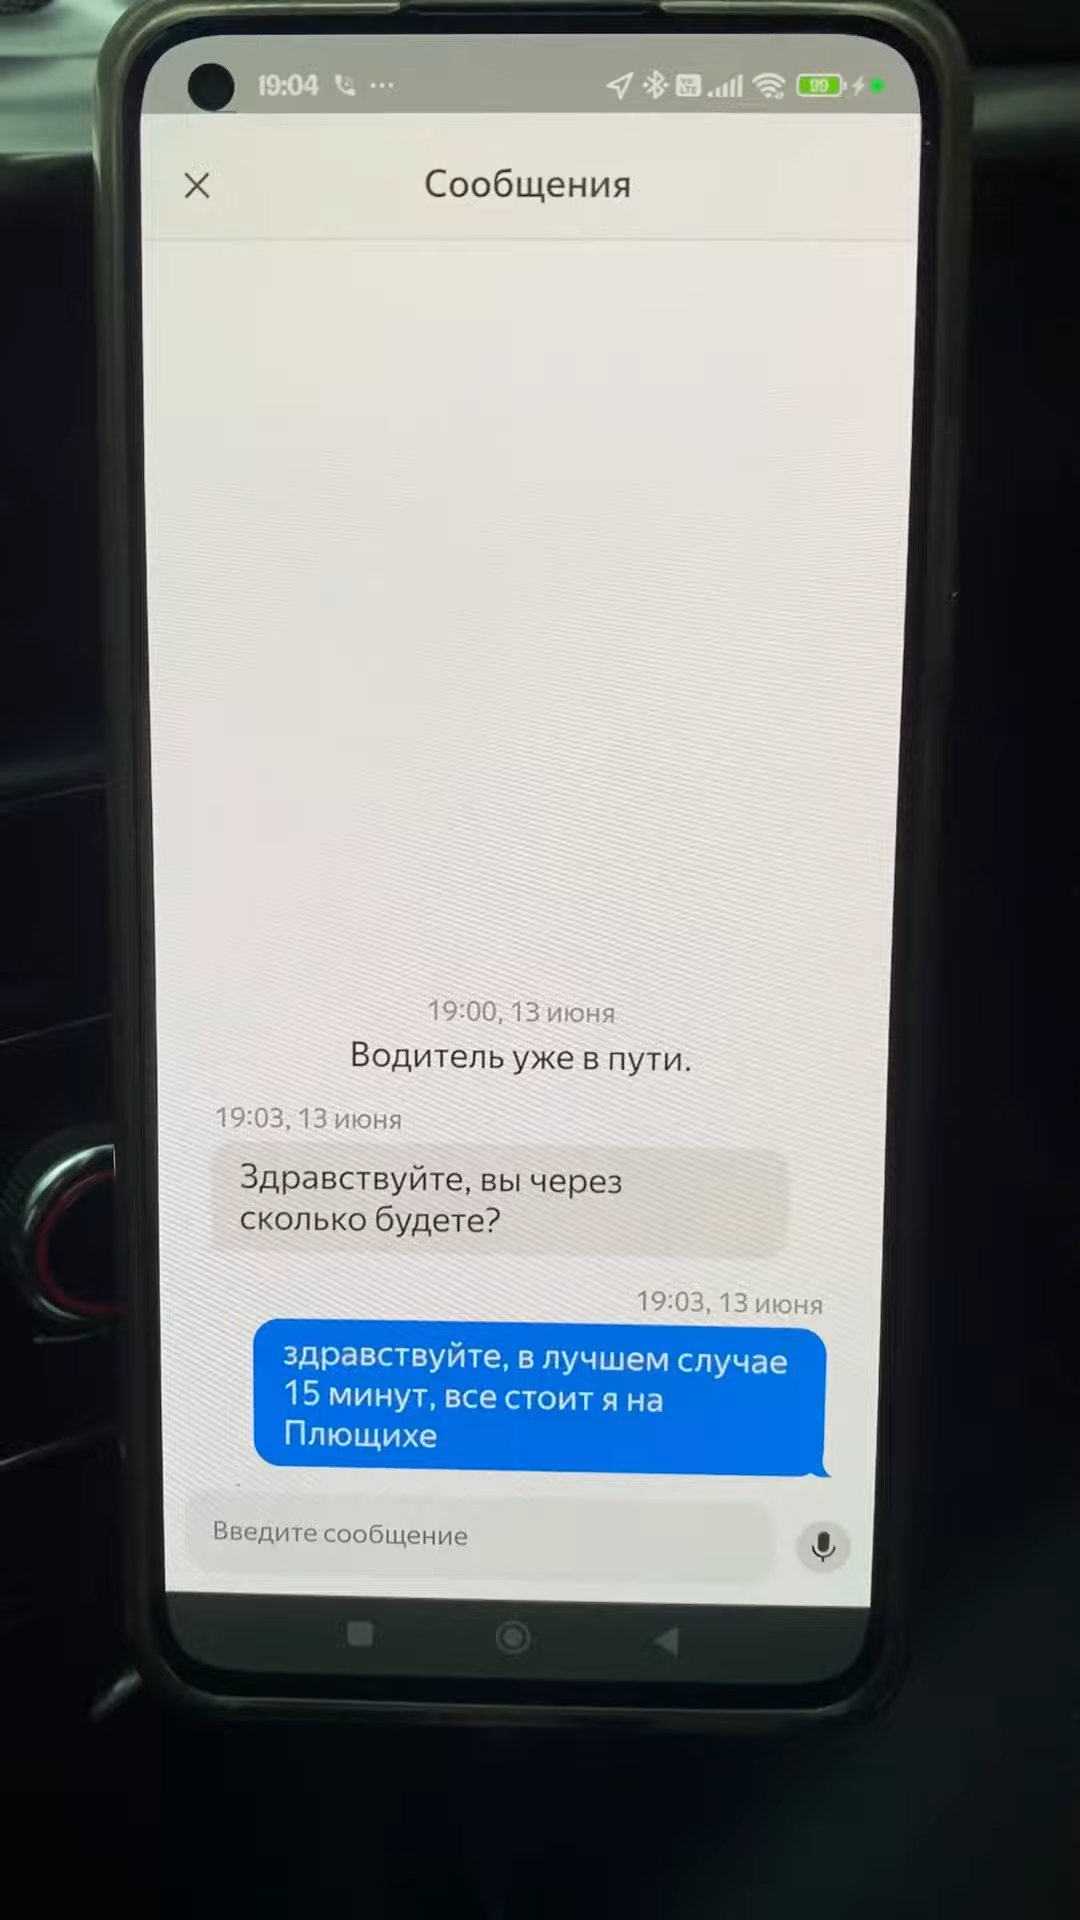 19:04
99
Сообщения
19:00, 13 июня
Водитель уже в пути.
19:03, 13 июня
Здравствуйте, вы через
сколько будете?
19:03, 13 июня
здравствуйте, в лучшем случае
15 минут, все стоит я на
Плющихе
Введите сообщение